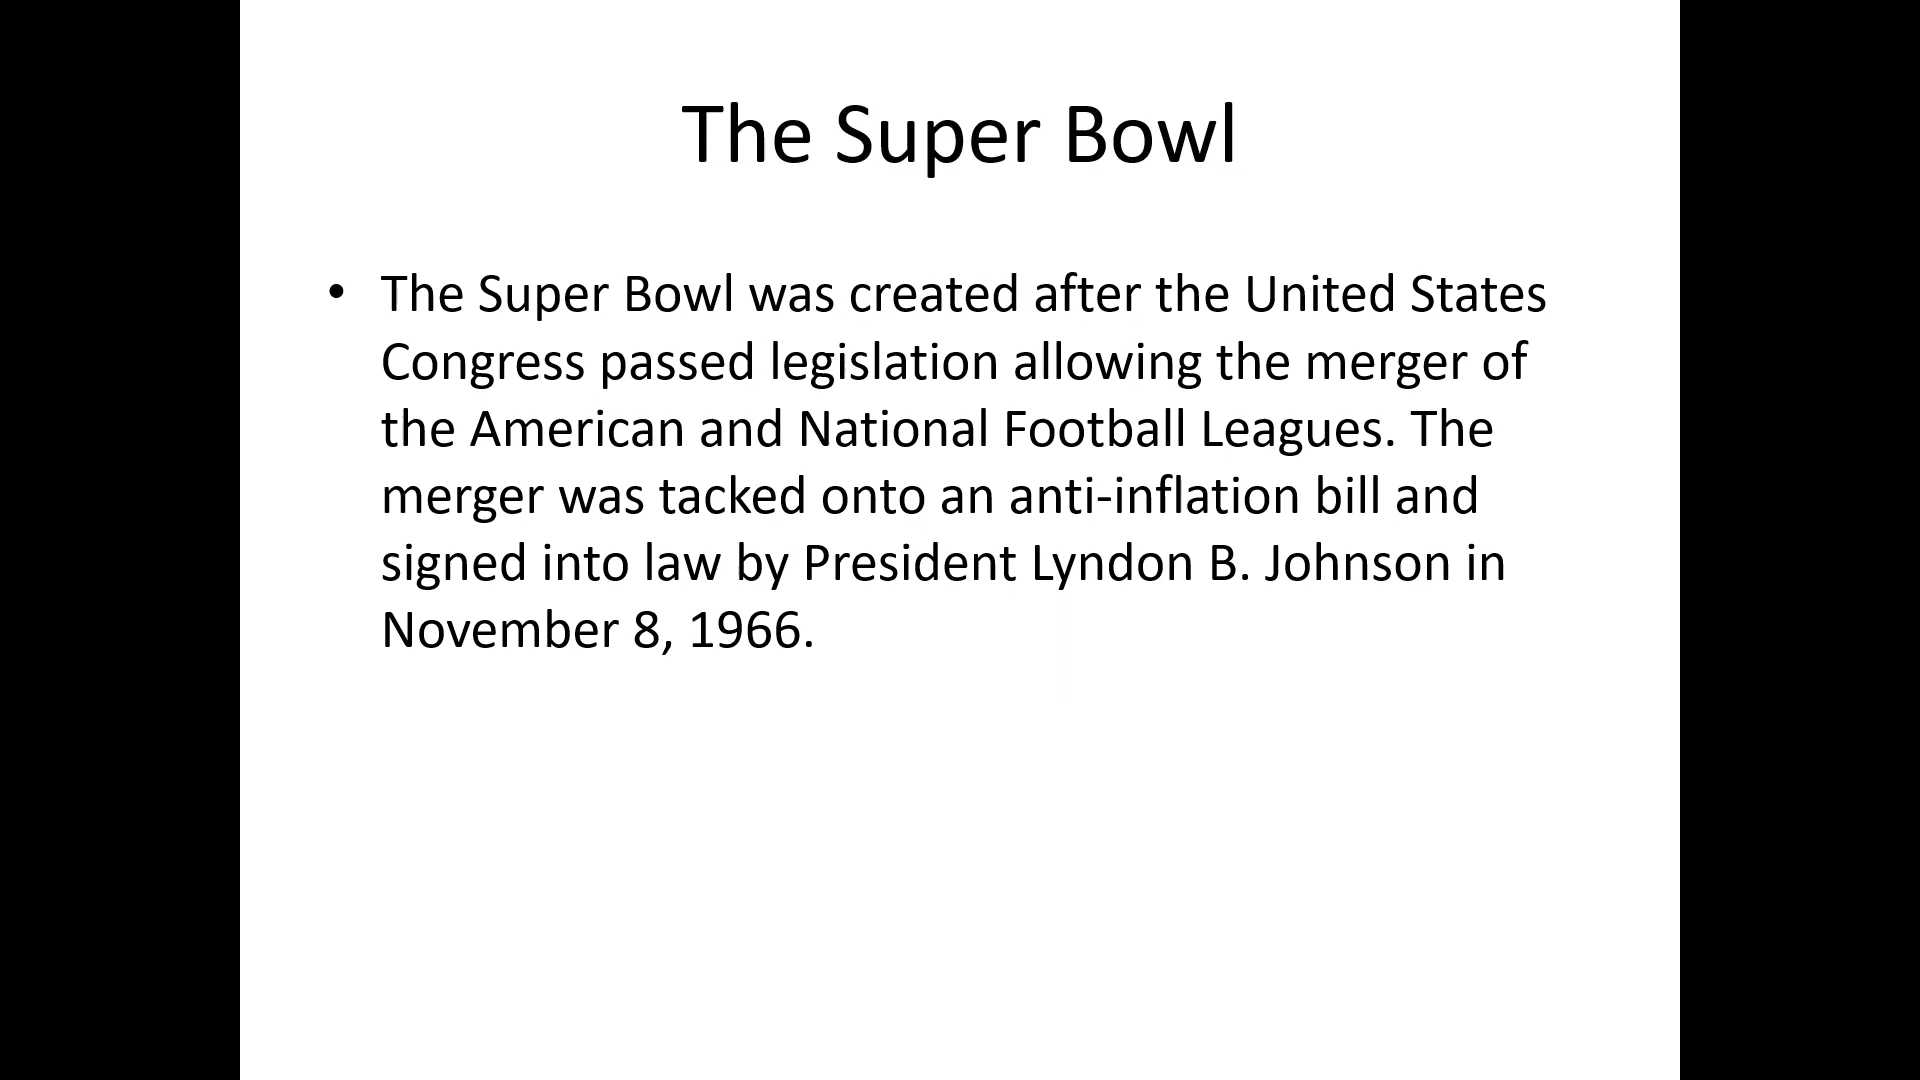 The Super Bowl
• The Super Bowl was created after the United States
Congress passed legislation allowing the merger of
the American and National Football Leagues. The
merger was tacked onto an anti-inflation bill and
signed into law by President Lyndon B. Johnson in
November 8, 1966.